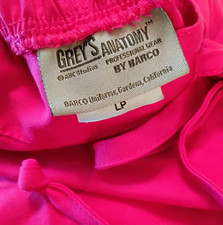 GREY'S ANATOMY™
© ABC Studios PROFESSIONAL WEAR
BY BARCO
BARCO Uniforms, Gardena, California
LP